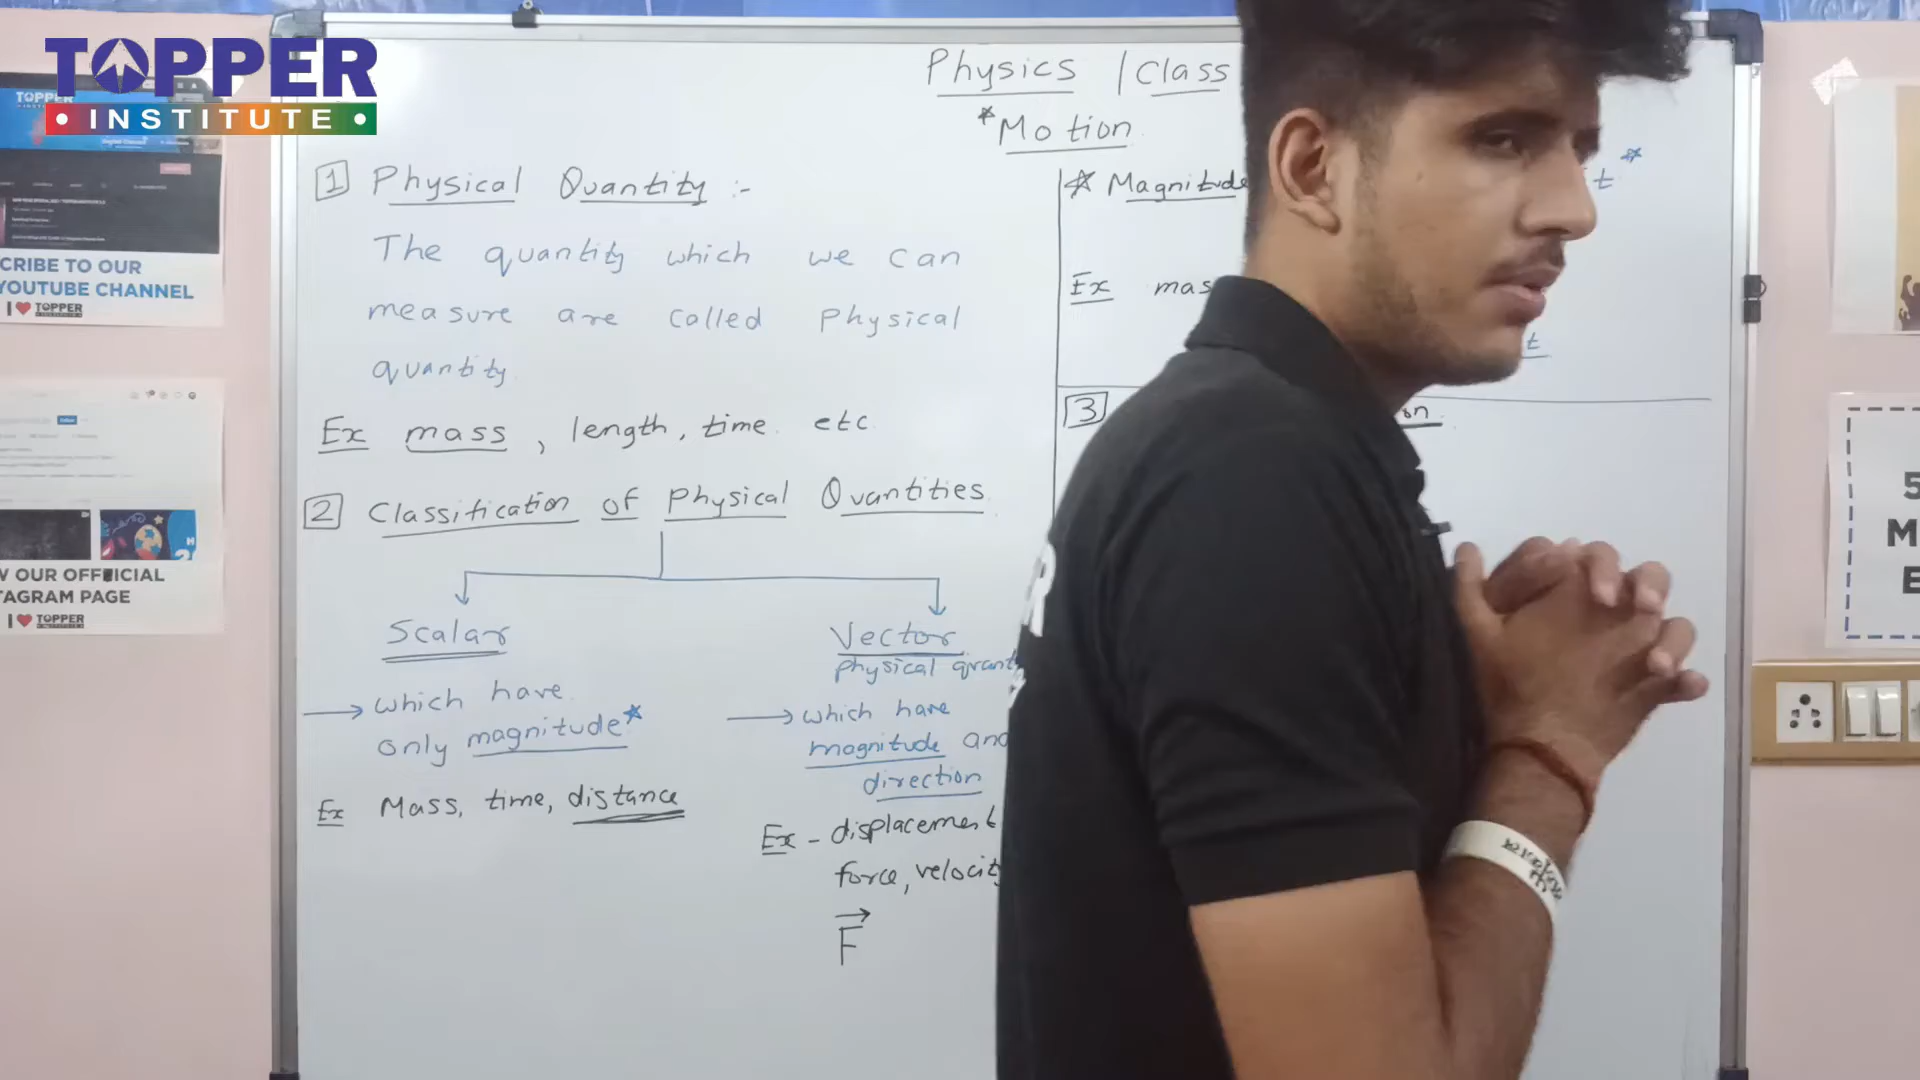 TOPPER
INSTITUTE
Physics / Class
*Motion
1 Physical Quantity :-
The quantity which we can
measure are called Physical
quantity
Ex mass, length, time etc
2 Classification of Physical Quantities
Scalar
→ which have
only magnitude*
Ex Mass, time, distance
Vector
physical
→ which have
magnitude and
direction
Ex - displacement
force, velocity
F
* Magnitude
Ex
3
TOPPER
CRIBE TO OUR
YOUTUBE CHANNEL
I ♥ TOPPER
OUR OFFICIAL
TAGRAM PAGE
I ♥ TOPPER
5
M
E